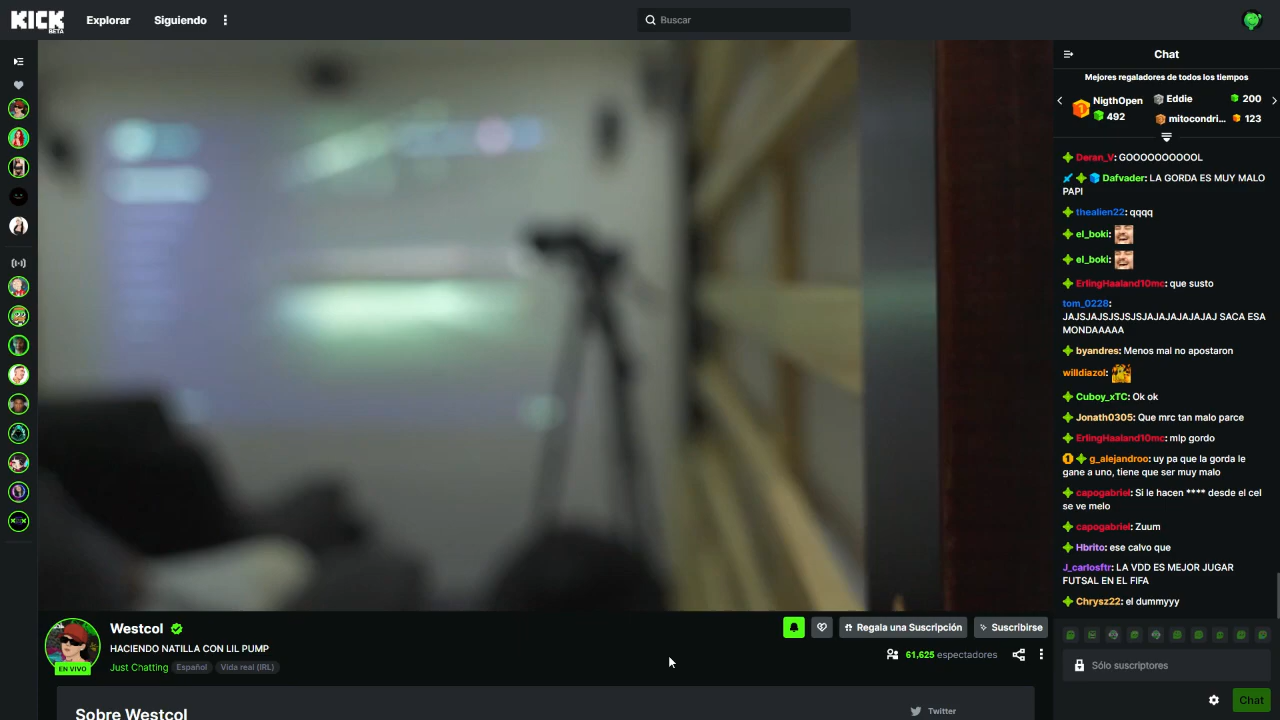 KICK
BETA
Explorar
Siguiendo
Buscar
Chat
Mejores regaladores de todos los tiempos
NigthOpen
492
Eddie
200
mitocondri...
123
Deran_V: GOOOOOOOOOOL
Dafvader: LA GORDA ES MUY MALO
PAPI
thealien22: qqqq
el_boki:
el_boki:
ErlingHaaland10mc: que susto
tom_0228:
JAJSJAJSJSJSJSJAJAJAJAJAJAJ SACA ESA
MONDAAAAA
byandres: Menos mal no apostaron
willdiazol:
Cuboy_xTC: Ok ok
Jonath0305: Que mrc tan malo parce
ErlingHaaland10mc: mlp gordo
g_alejandroo: uy pa que la gorda le
gane a uno, tiene que ser muy malo
capogabriel: Si le hacen **** desde el cel
se ve melo
capogabriel: Zuum
Hbrito: ese calvo que
J_carlosftr: LA VDD ES MEJOR JUGAR
FUTSAL EN EL FIFA
Chrysz22: el dummyyy
Sólo suscriptores
Chat
Westcol
EN VIVO
HACIENDO NATILLA CON LIL PUMP
Just Chatting
Español
Vida real (IRL)
Regala una Suscripción
Suscribirse
61,625 espectadores
Sobre Westcol
Twitter